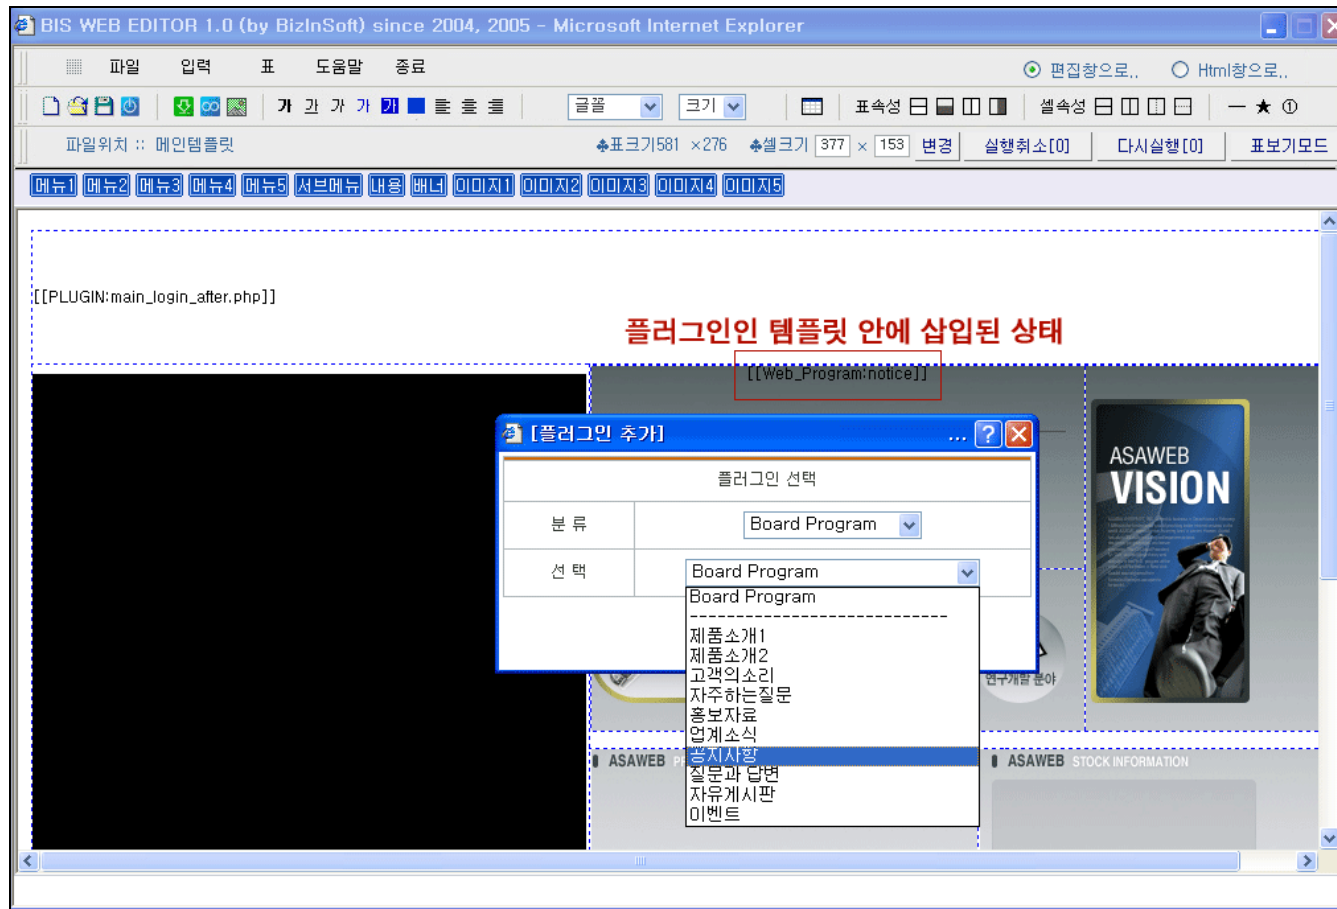 BIS WEB EDITOR 1.0 (by BizInSoft) since 2004, 2005 - Microsoft Internet Explorer
파일 입력 표 도움말 종료 편집창으로,, Html창으로,,
가 가 가 가 가 글꼴 크기 표속성 셀속성 ★ ①
파일위치 :: 메인템플릿 ♣표크기581 ×276 ♣셀크기 377 × 153 변경 실행취소[0] 다시실행[0] 표보기모드
메뉴1 메뉴2 메뉴3 메뉴4 메뉴5 서브메뉴 내용 배너 이미지1 이미지2 이미지3 이미지4 이미지5
[[PLUGIN:main_login_after.php]]
플러그인인 템플릿 안에 삽입된 상태
[[Web_Program:notice]]
[플러그인 추가] ... ?
플러그인 선택
분 류 Board Program
선 택 Board Program
Board Program
----------------------------
제품소개1
제품소개2
고객의소리
자주하는질문
홍보자료
업계소식
공지사항
질문과 답변
자유게시판
이벤트
ASAWEB
VISION
연구개발 분야
ASAWEB
ASAWEB STOCK INFORMATION